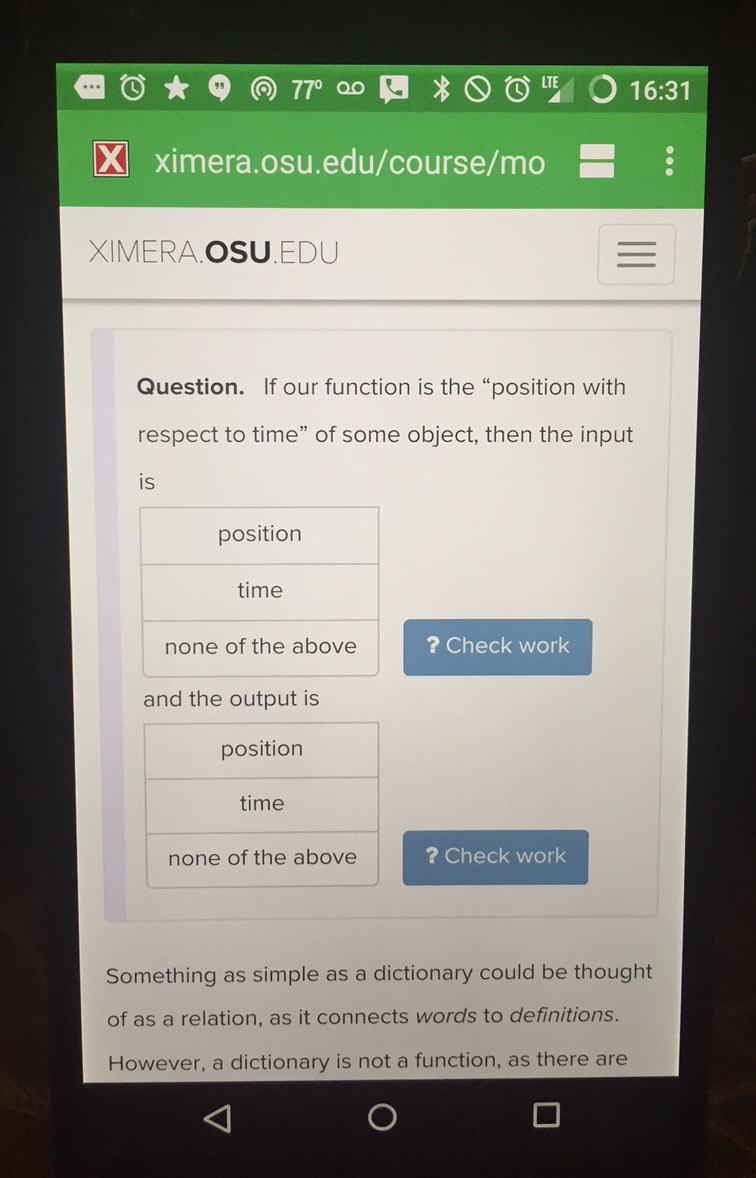 77° LTE 16:31
X ximera.osu.edu/course/mo
XIMERA.OSU.EDU
Question. If our function is the “position with
respect to time” of some object, then the input
is
position
time
none of the above
? Check work
and the output is
position
time
none of the above
? Check work
Something as simple as a dictionary could be thought
of as a relation, as it connects words to definitions.
However, a dictionary is not a function, as there are